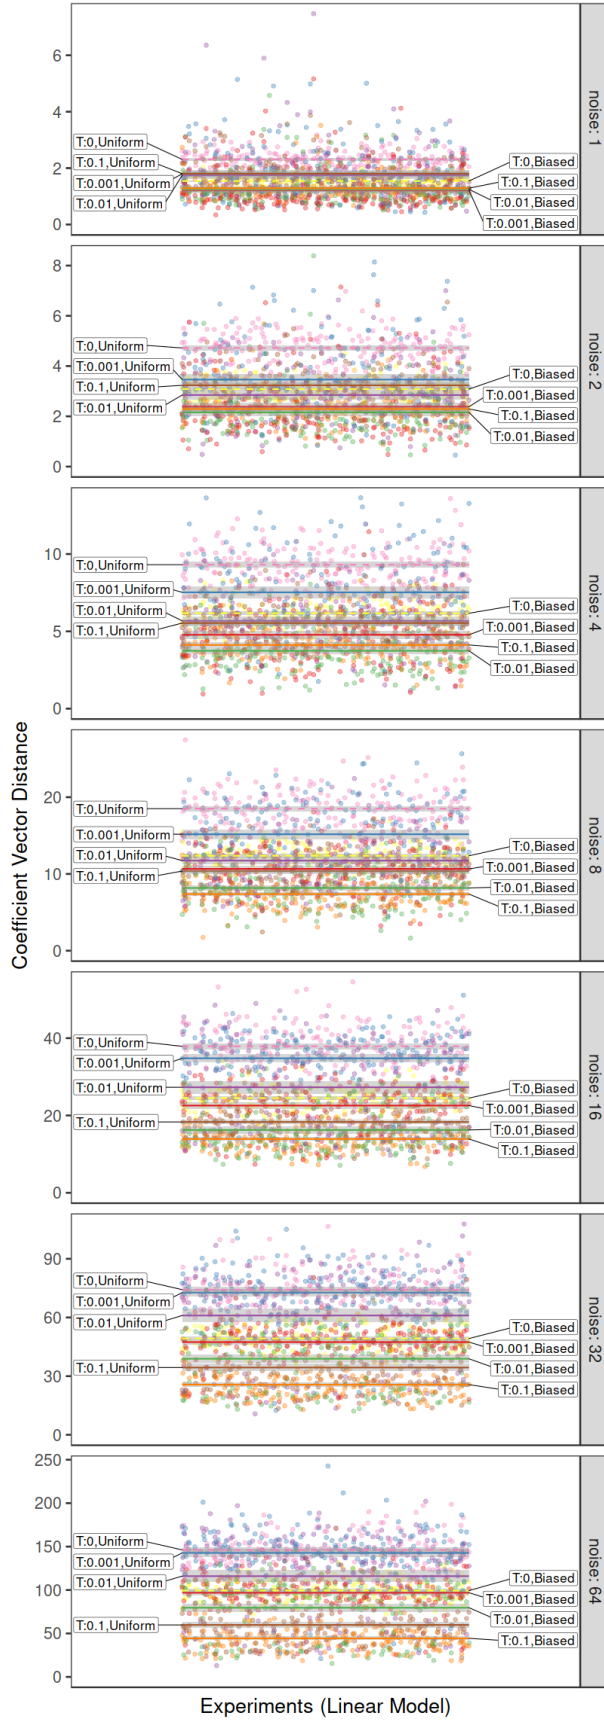 Coefficient Vector Distance
noise: 1
6
4
2
0
T:0,Uniform
T:0.1,Uniform
T:0.001,Uniform
T:0.01,Uniform
T:0,Biased
T:0.1,Biased
T:0.01,Biased
T:0.001,Biased
noise: 2
8
6
4
2
0
T:0,Uniform
T:0.001,Uniform
T:0.1,Uniform
T:0.01,Uniform
T:0,Biased
T:0.001,Biased
T:0.1,Biased
T:0.01,Biased
noise: 4
10
5
0
T:0,Uniform
T:0.001,Uniform
T:0.01,Uniform
T:0.1,Uniform
T:0,Biased
T:0.001,Biased
T:0.1,Biased
T:0.01,Biased
noise: 8
20
10
0
T:0,Uniform
T:0.001,Uniform
T:0.01,Uniform
T:0.1,Uniform
T:0,Biased
T:0.001,Biased
T:0.01,Biased
T:0.1,Biased
noise: 16
40
20
0
T:0,Uniform
T:0.001,Uniform
T:0.01,Uniform
T:0.1,Uniform
T:0,Biased
T:0.001,Biased
T:0.01,Biased
T:0.1,Biased
noise: 32
90
60
30
0
T:0,Uniform
T:0.001,Uniform
T:0.01,Uniform
T:0.1,Uniform
T:0,Biased
T:0.001,Biased
T:0.01,Biased
T:0.1,Biased
noise: 64
250
200
150
100
50
0
T:0,Uniform
T:0.001,Uniform
T:0.01,Uniform
T:0.1,Uniform
T:0,Biased
T:0.001,Biased
T:0.01,Biased
T:0.1,Biased
Experiments (Linear Model)